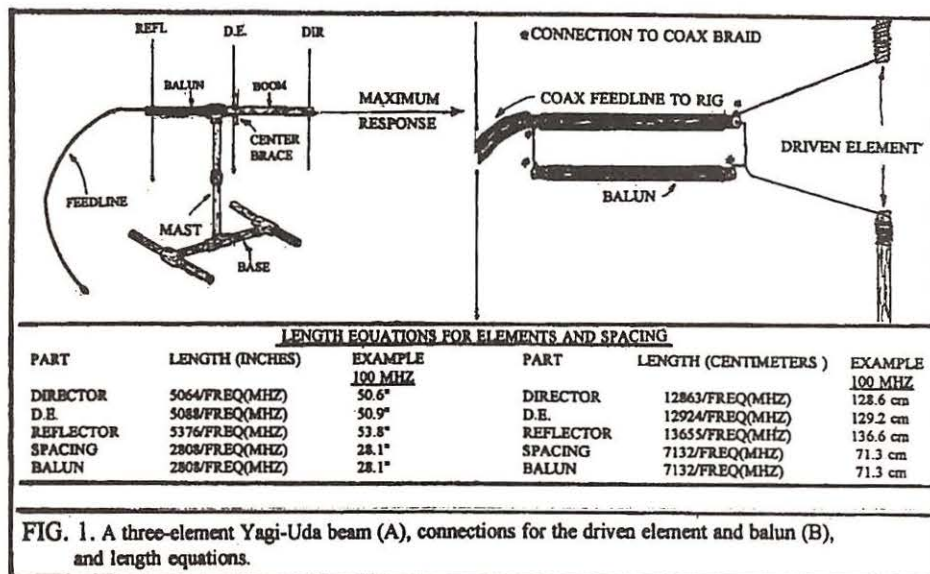 REFL D.E. DIR
BALUN BOOM
MAXIMUM
RESPONSE
CENTER
BRACE
FEEDLINE
MAST
BASE
CONNECTION TO COAX BRAID
COAX FEEDLINE TO RIG
DRIVEN ELEMENT
BALUN
LENGTH EQUATIONS FOR ELEMENTS AND SPACING
PART LENGTH (INCHES) EXAMPLE PART LENGTH (CENTIMETERS ) EXAMPLE
100 MHZ 100 MHZ
DIRECTOR 5064/FREQ(MHZ) 50.6" DIRECTOR 12863/FREQ(MHZ) 128.6 cm
D.E. 5088/FREQ(MHZ) 50.9" D.E. 12924/FREQ(MHZ) 129.2 cm
REFLECTOR 5376/FREQ(MHZ) 53.8" REFLECTOR 13655/FREQ(MHZ) 136.6 cm
SPACING 2808/FREQ(MHZ) 28.1" SPACING 7132/FREQ(MHZ) 71.3 cm
BALUN 2808/FREQ(MHZ) 28.1" BALUN 7132/FREQ(MHZ) 71.3 cm
FIG. 1. A three-element Yagi-Uda beam (A), connections for the driven element and balun (B),
and length equations.